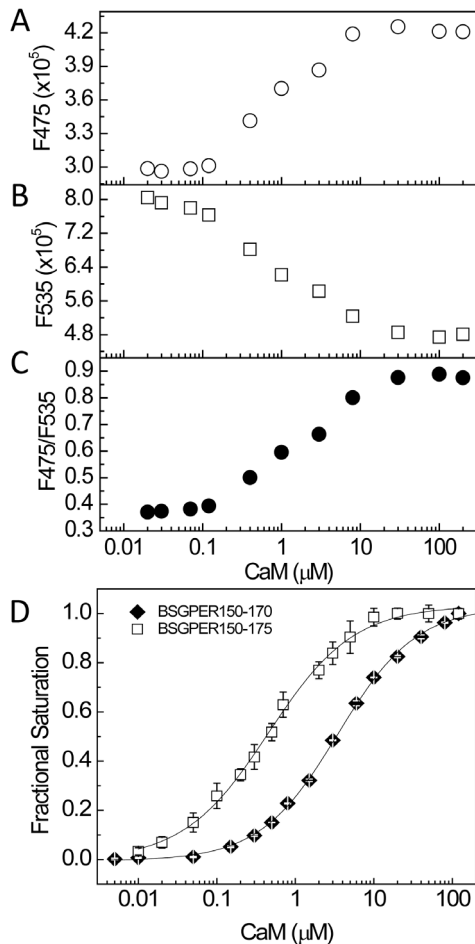 A
F475 (x10⁵)
4.2
3.6
3.9
3.3
3.0
B
F535 (x10⁵)
8.0
7.2
6.4
5.6
4.8
C
F475/F535
0.9
0.8
0.7
0.6
0.5
0.4
0.3
0.01 0.1 1 10 100
CaM (μM)
D
BSGPER150-170
BSGPER150-175
Fractional Saturation
1.0
0.8
0.6
0.4
0.2
0.0
0.01 0.1 1 10 100
CaM (μM)